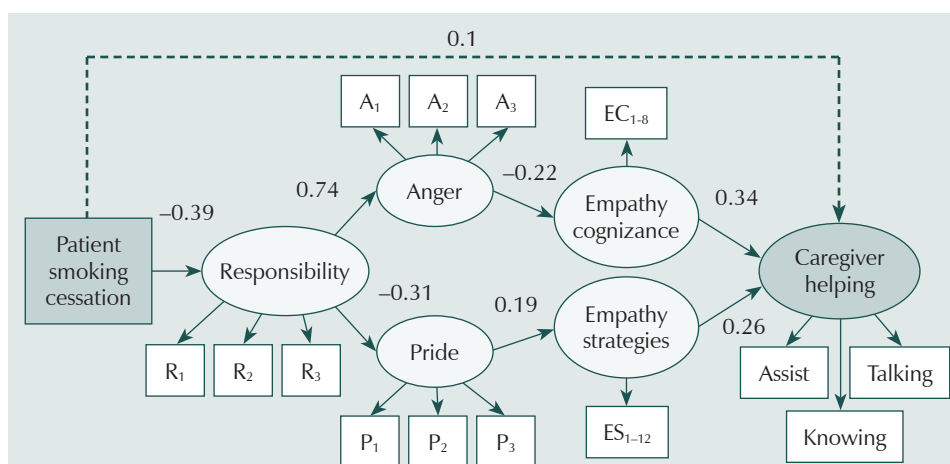 0.1
A₁
A₂
A₃
EC₁₋₈
−0.39
0.74
Anger
−0.22
Empathy
cognizance
0.34
Patient
smoking
cessation
Responsibility
Caregiver
helping
−0.31
0.19
Pride
Empathy
strategies
0.26
R₁
R₂
R₃
Assist
Talking
P₁
P₂
P₃
ES₁₋₁₂
Knowing